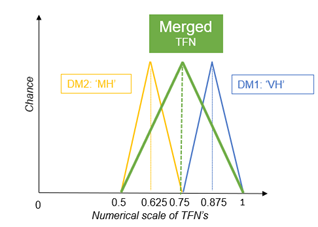 Merged
TFN
DM2: 'MH'
DM1: 'VH'
Chance
0
0.5
0.625
0.75
0.875
1
Numerical scale of TFN's